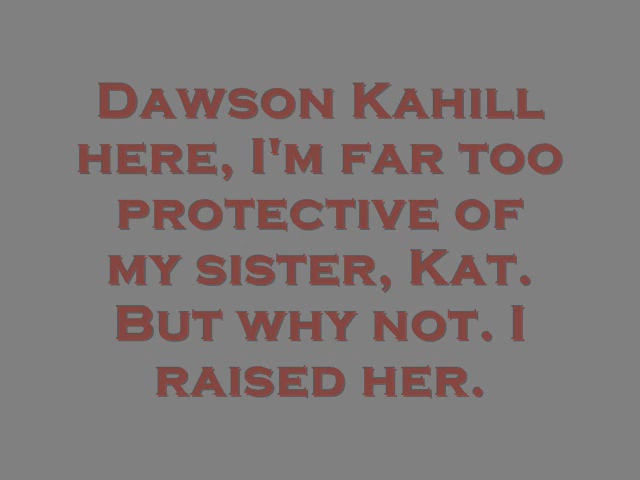 Dawson Kahill
here, I'm far too
protective of
my sister, Kat.
But why not. I
raised her.